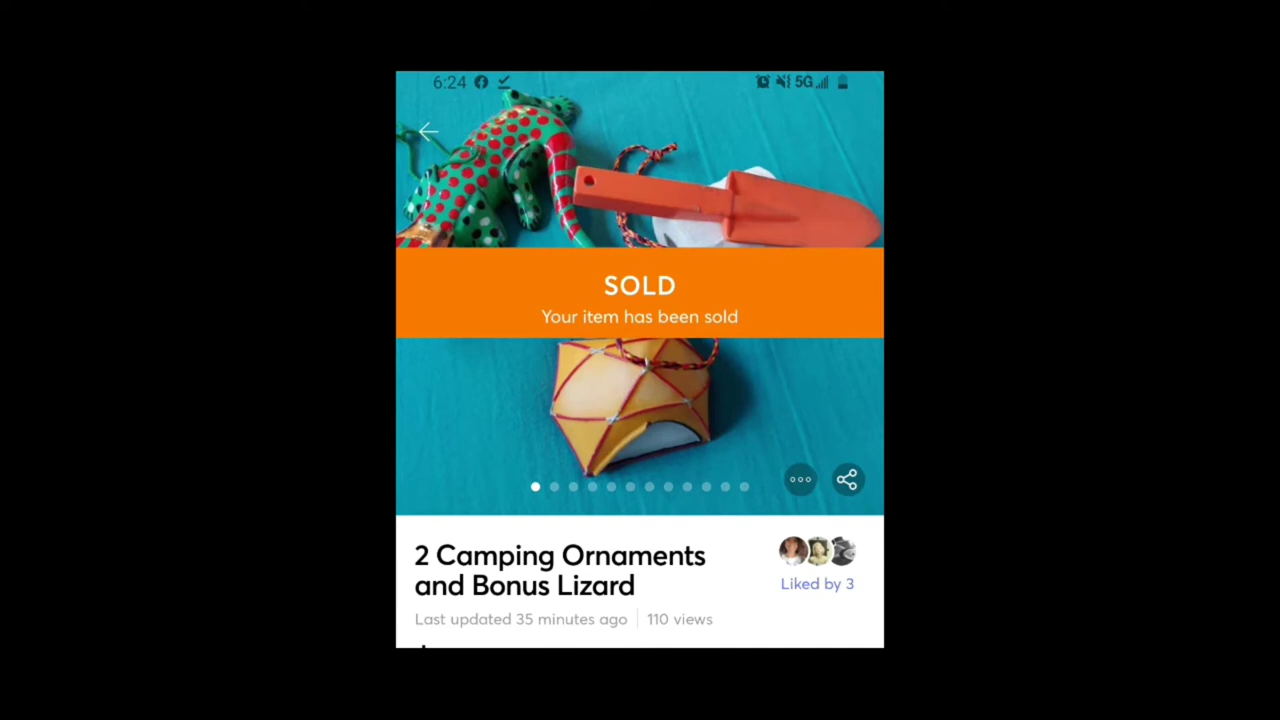 6:24 5G
SOLD
Your item has been sold
2 Camping Ornaments
and Bonus Lizard
Liked by 3
Last updated 35 minutes ago 110 views